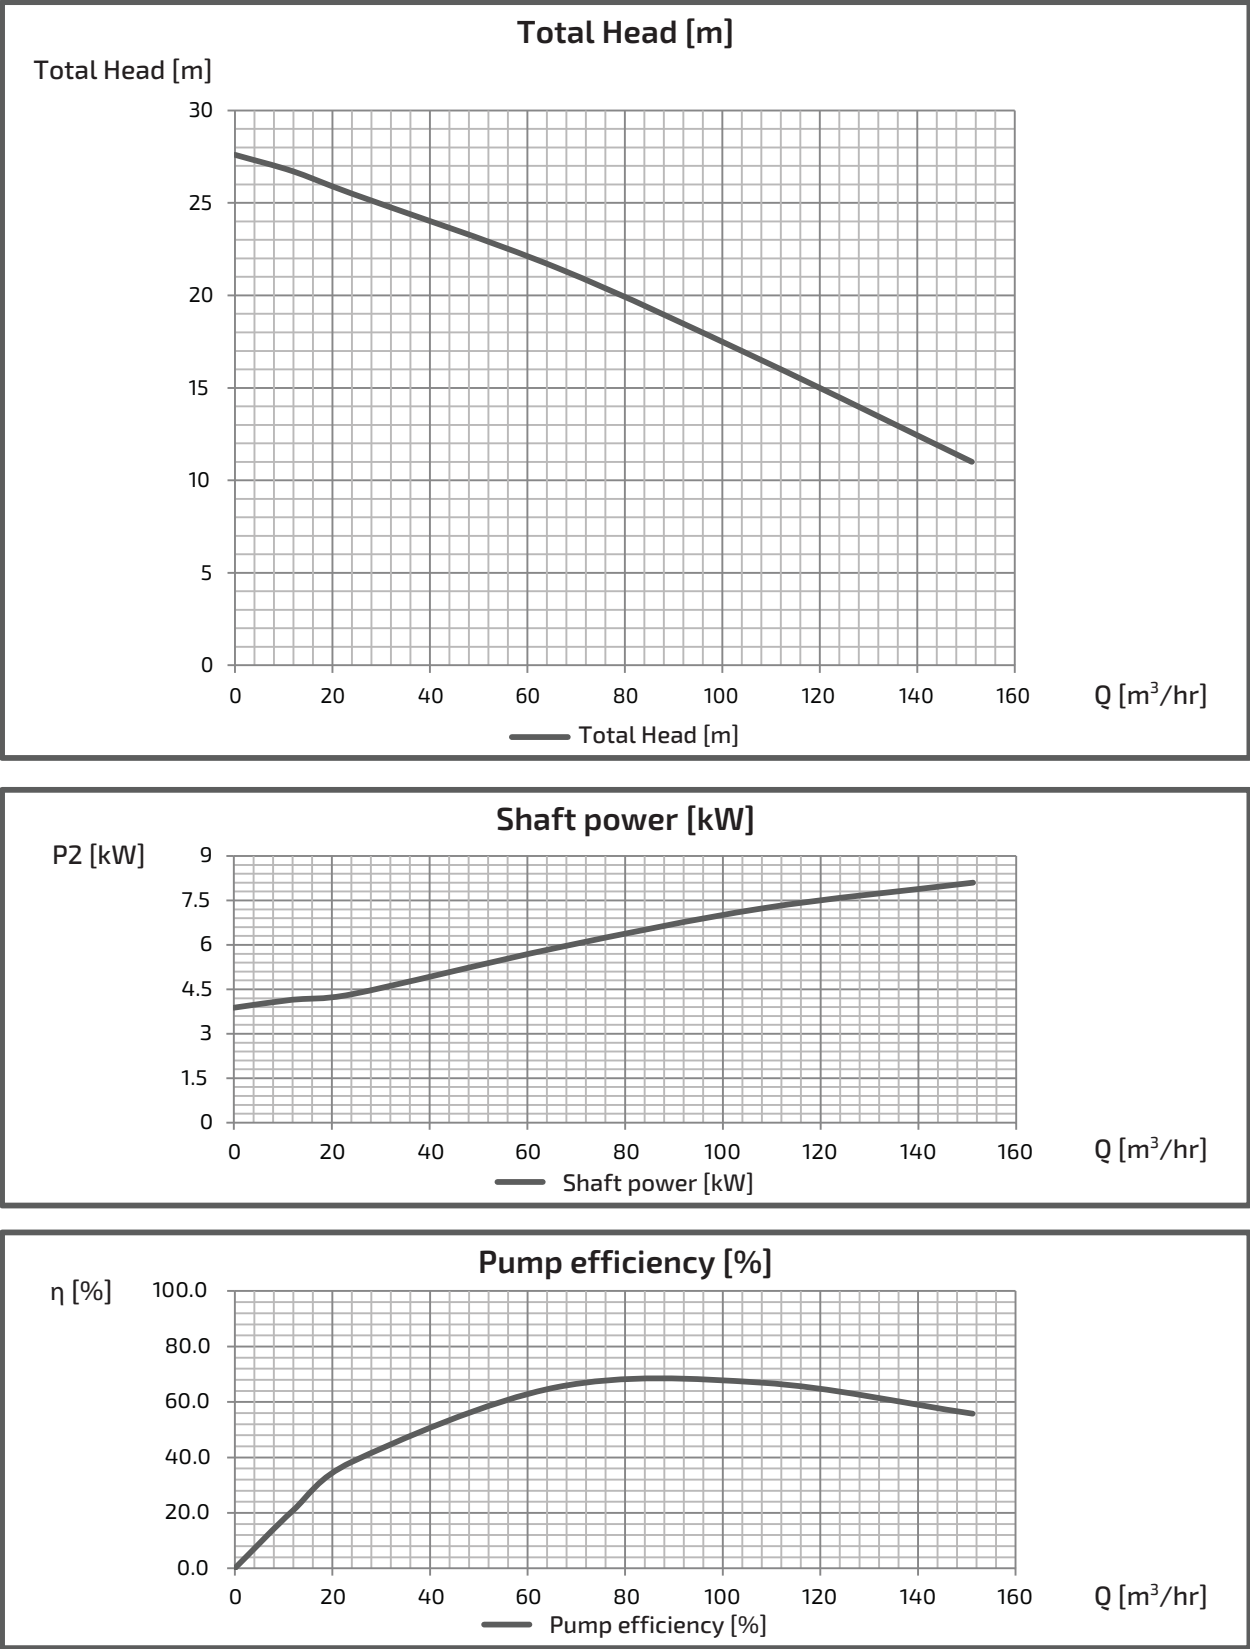 Total Head [m]
Total Head [m]
30
25
20
15
10
5
0
0 20 40 60 80 100 120 140 160 Q [m³/hr]
Total Head [m]
Shaft power [kW]
P2 [kW]
9
7.5
6
4.5
3
1.5
0
0 20 40 60 80 100 120 140 160 Q [m³/hr]
Shaft power [kW]
Pump efficiency [%]
η [%]
100.0
80.0
60.0
40.0
20.0
0.0
0 20 40 60 80 100 120 140 160 Q [m³/hr]
Pump efficiency [%]